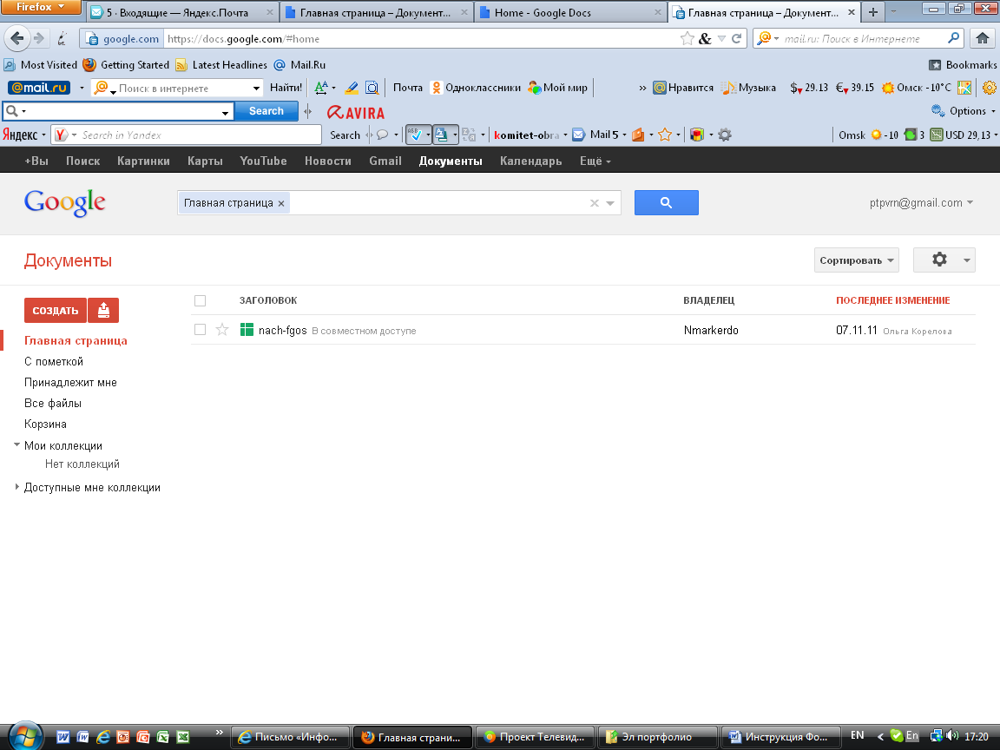 Firefox
5 · Входящие — Яндекс.Почта
Главная страница – Документ...
Home - Google Docs
Главная страница – Документ...
google.com
https://docs.google.com/#home
mail.ru: Поиск в Интернете
Most Visited
Getting Started
Latest Headlines
Mail.Ru
Bookmarks
@mail.ru
Поиск в интернете
Найти!
Почта
Одноклассники
Мой мир
»
Нравится
Музыка
$ 29.13
€ 39.15
Омск -10°C
Search
AVIRA
Options
Яндекс
Search in Yandex
Search
komitet-obra
Mail 5
Omsk
-10
3
USD 29,13
+Вы
Поиск
Картинки
Карты
YouTube
Новости
Gmail
Документы
Календарь
Ещё
Google
Главная страница ×
ptpvrn@gmail.com
Документы
Сортировать
СОЗДАТЬ
ЗАГОЛОВОК
ВЛАДЕЛЕЦ
ПОСЛЕДНЕЕ ИЗМЕНЕНИЕ
nach-fgos В совместном доступе
Nmarkerdo
07.11.11 Ольга Корелова
Главная страница
С пометкой
Принадлежит мне
Все файлы
Корзина
Мои коллекции
Нет коллекций
Доступные мне коллекции
»
Письмо «Инфо...
Главная страни...
Проект Телевид...
Эл портфолио
Инструкция Фо...
EN
En
17:20